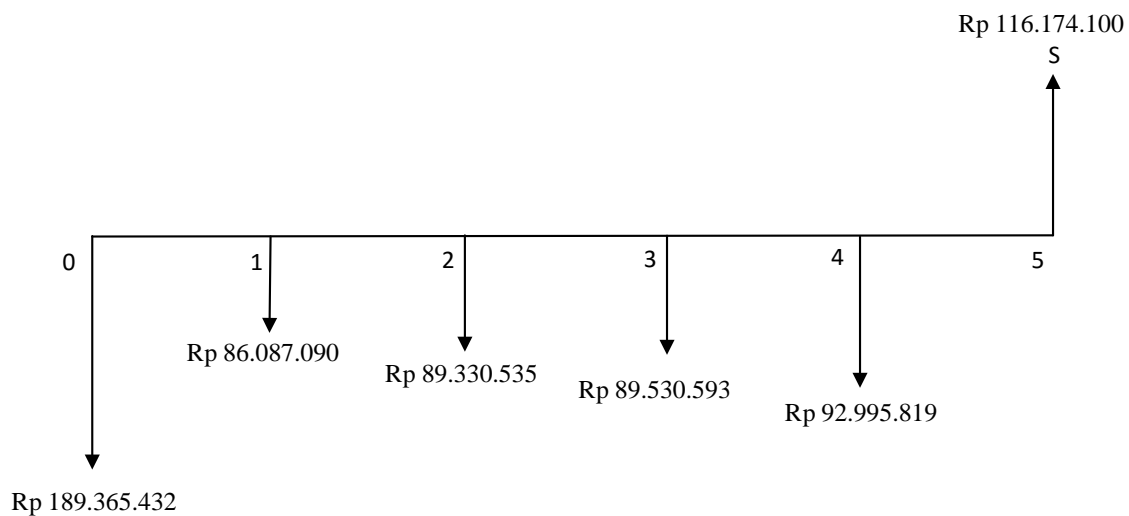 Rp 116.174.100
S
0
1
2
3
4
5
Rp 86.087.090
Rp 89.330.535
Rp 89.530.593
Rp 92.995.819
Rp 189.365.432